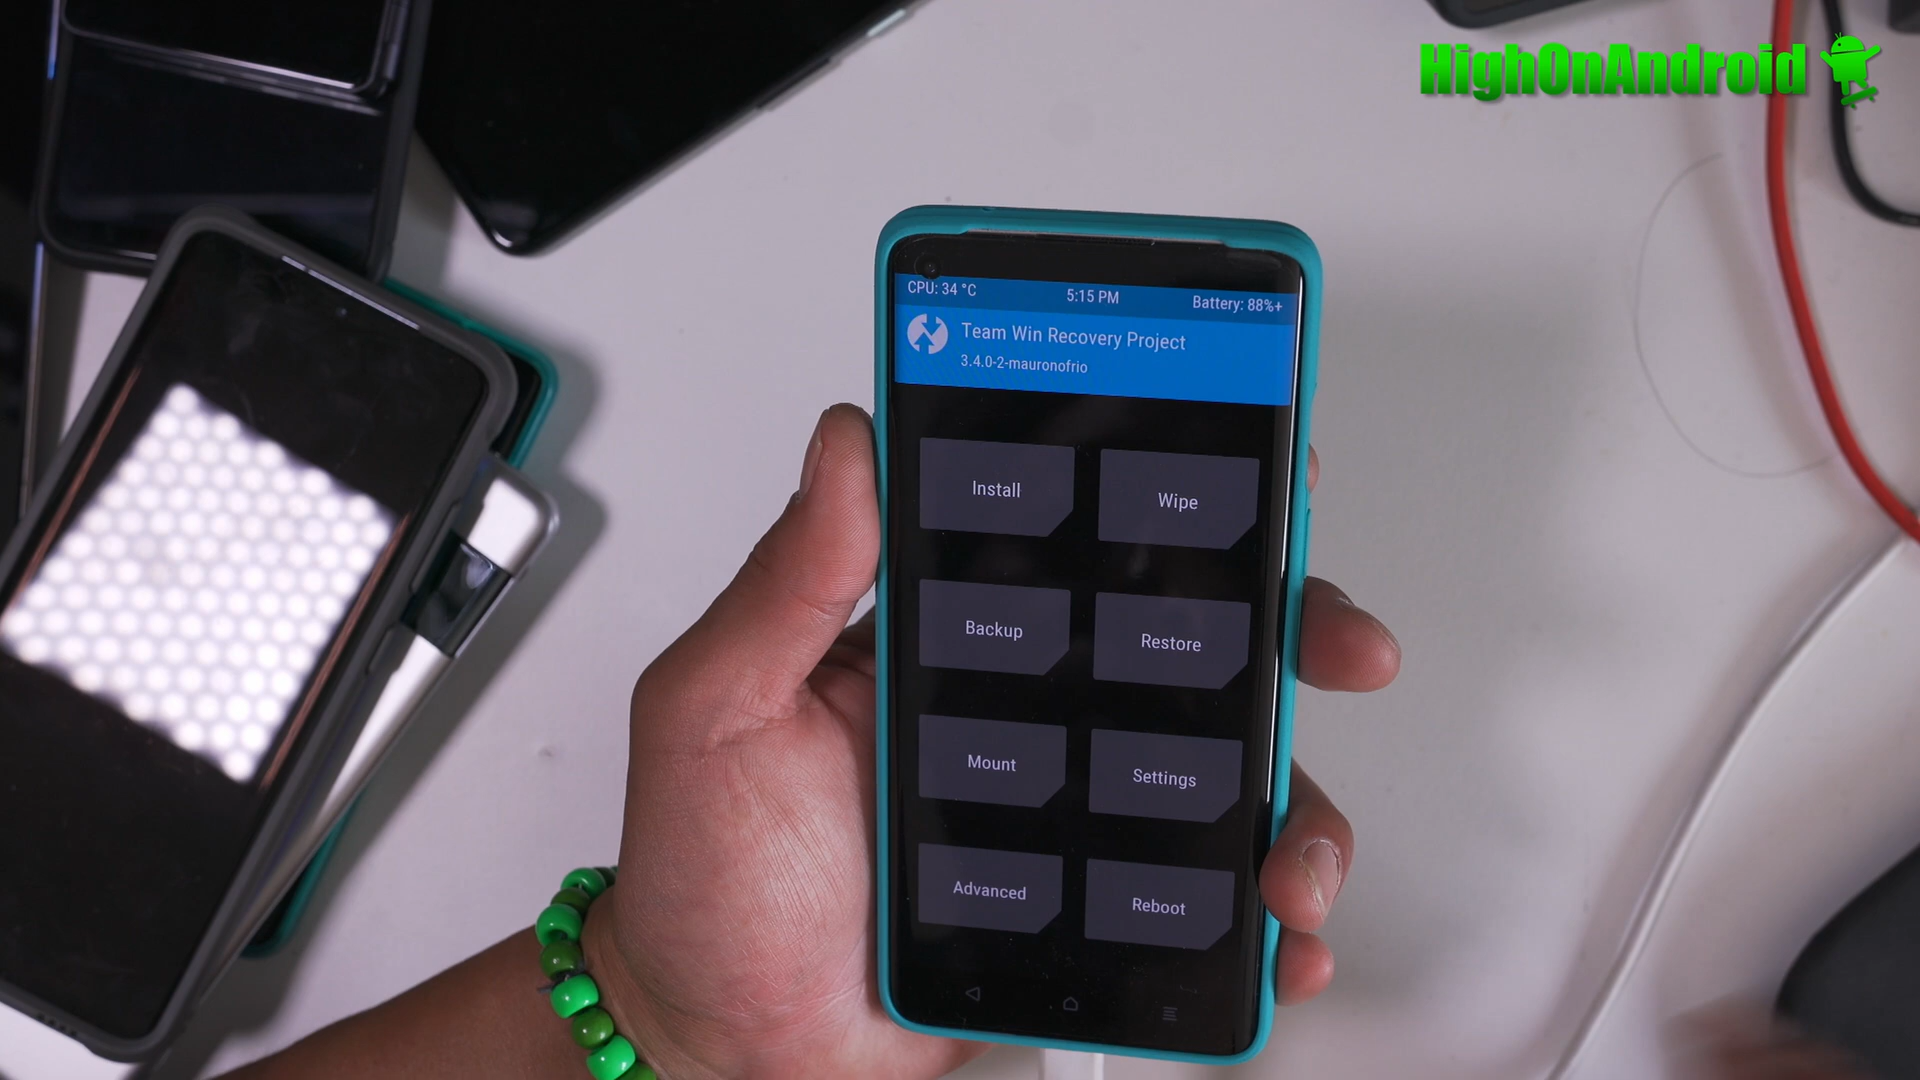 HighOnAndroid
CPU: 34 °C 5:15 PM Battery: 88%+
Team Win Recovery Project
3.4.0-2-mauronofrio
Install Wipe
Backup Restore
Mount Settings
Advanced Reboot